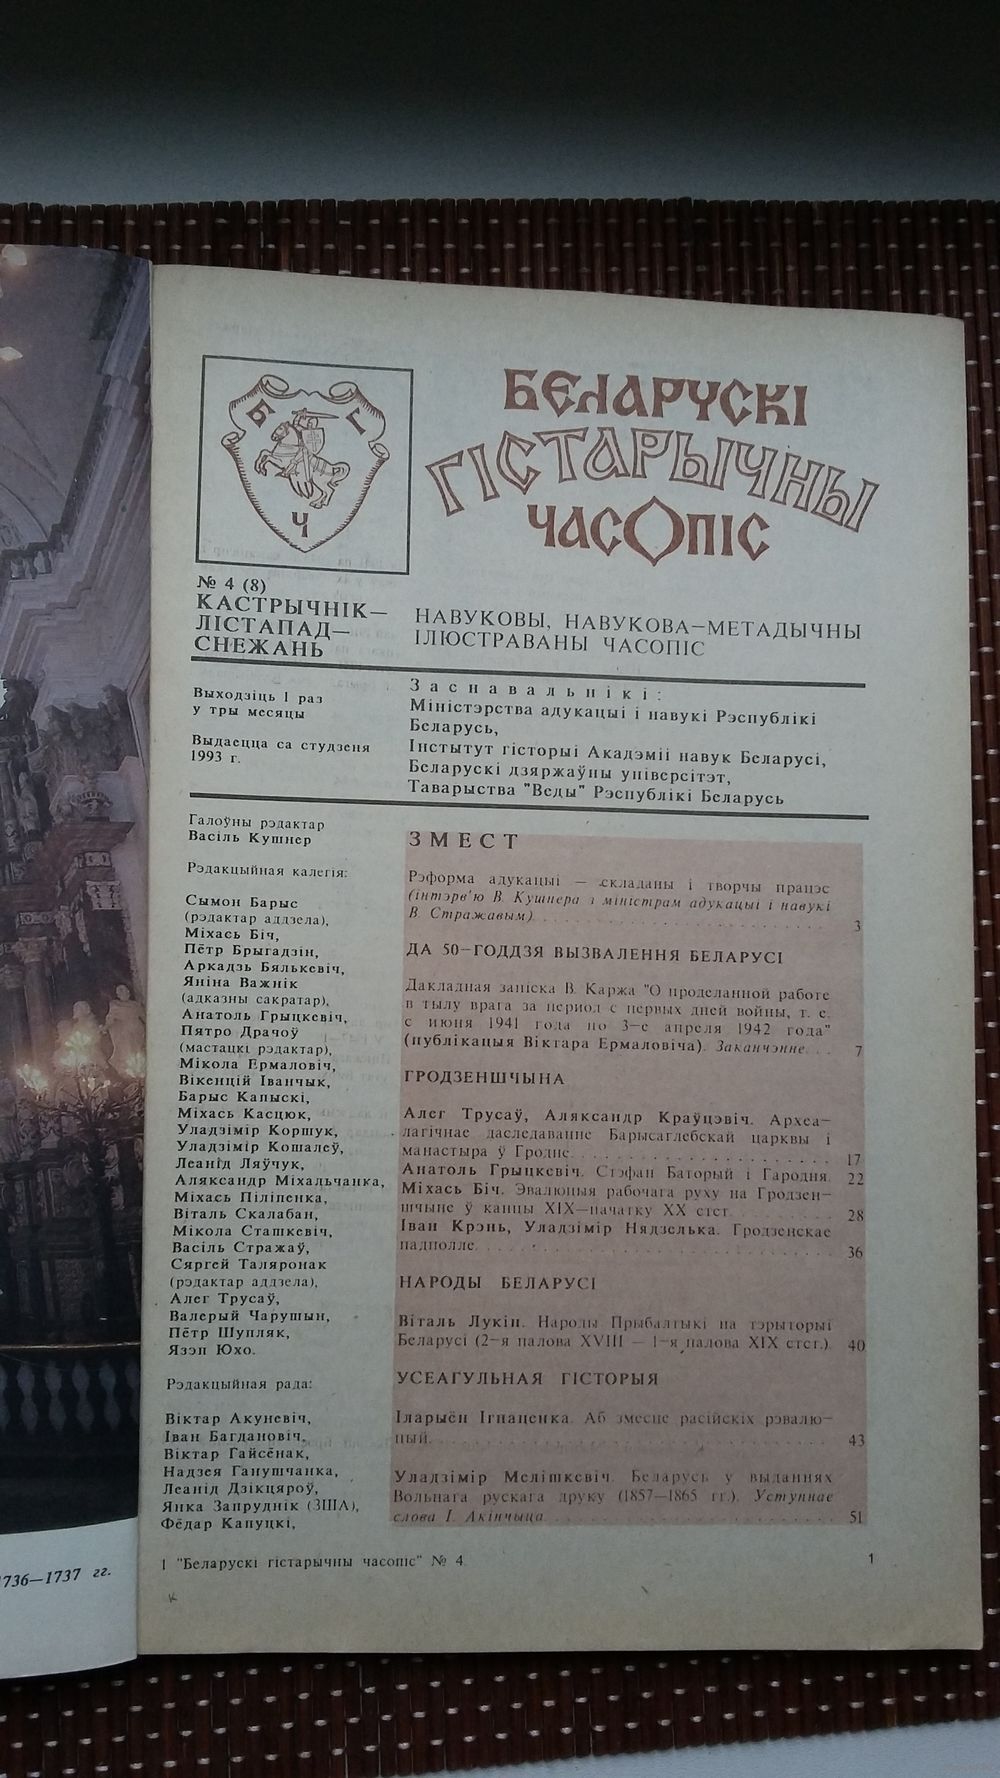 Б Г
Ч
БЕЛАРУСКІ
ГІСТАРЫЧНЫ
ЧАСОПІС
№ 4 (8)
КАСТРЫЧНІК—
ЛІСТАПАД—
СНЕЖАНЬ
НАВУКОВЫ, НАВУКОВА—МЕТАДЫЧНЫ
ІЛЮСТРАВАНЫ ЧАСОПІС
Выходзіць 1 раз
у тры месяцы
Выдаецца са студзеня
1993 г.
Заснавальнікі:
Міністэрства адукацыі і навукі Рэспублікі
Беларусь,
Інстытут гісторыі Акадэміі навук Беларусі,
Беларускі дзяржаўны універсітэт,
Таварыства "Веды" Рэспублікі Беларусь
Галоўны рэдактар
Васіль Кушнер
Рэдакцыйная калегія:
Сымон Барыс
(рэдактар аддзела),
Міхась Біч,
Пётр Брыгадзін,
Аркадзь Бялькевіч,
Яніна Важнік
(адказны сакратар),
Анатоль Грыцкевіч,
Пятро Драчоў
(мастацкі рэдактар),
Мікола Ермаловіч,
Вікенцій Іванчык,
Барыс Капыскі,
Міхась Касцюк,
Уладзімір Коршук,
Уладзімір Кошалеў,
Леанід Ляўчук,
Аляксандр Міхальчанка,
Міхась Піліпенка,
Віталь Скалабан,
Мікола Сташкевіч,
Васіль Стражаў,
Сяргей Таляронак
(рэдактар аддзела),
Алег Трусаў,
Валерый Чарушын,
Пётр Шупляк,
Язэп Юхо.
Рэдакцыйная рада:
Віктар Акуневіч,
Іван Багдановіч,
Віктар Гайсёнак,
Надзея Ганушчанка,
Леанід Дзікцяроў,
Янка Запруднік (ЗША),
Фёдар Капуцкі,
ЗМЕСТ
Рэформа адукацыі — складаны і творчы працэс
(інтэрв'ю В. Кушнера з міністрам адукацыі і навукі
В. Стражавым) . . . . . . . . . . . . . . 3
ДА 50—ГОДДЗЯ ВЫЗВАЛЕННЯ БЕЛАРУСІ
Дакладная запіска В. Каржа "О проделанной работе
в тылу врага за период с первых дней войны, т. е.
с июня 1941 года по 3—е апреля 1942 года"
(публікацыя Віктара Ермаловіча). Заканчэнне . . . 7
ГРОДЗЕНШЧЫНА
Алег Трусаў, Аляксандр Краўцэвіч. Архea—
лагічнае даследаванне Барысаглебскай царквы і
манастыра ў Гродне . . . . . . . . . . . . . . 17
Анатоль Грыцкевіч. Стэфан Баторый і Гародня. 22
Міхась Біч. Эвалюцыя рабочага руху на Гродзен—
шчыне ў канцы XIX—пачатку XX стст . . . . . . . 28
Іван Крэнь, Уладзімір Нядзелька. Гродзенскае
падполле. . . . . . . . . . . . . . . . . . 36
НАРОДЫ БЕЛАРУСІ
Віталь Лукін. Народы Прыбалтыкі на тэрыторыі
Беларусі (2—я палова XVIII — 1—я палова XIX стст.). 40
УСЕАГУЛЬНАЯ ГІСТОРЫЯ
Іларыён Ігнаценка. Аб змесце расійскіх рэвалю—
цый. . . . . . . . . . . . . . . . . . . . 43
Уладзімір Мелішкевіч. Беларусь у выданнях
Вольнага рускага друку (1857—1865 гг.). Уступнае
слова І. Акінчыца . . . . . . . . . . . . . . 51
1 "Беларускі гістарычны часопіс" № 4
1
1736—1737 гг.